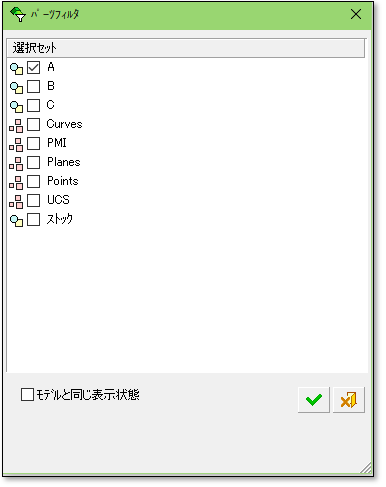 ﾊﾟｰﾂﾌｨﾙﾀ
選択セット
A
B
C
Curves
PMI
Planes
Points
UCS
ｽﾄｯｸ
ﾓﾃﾞﾙと同じ表示状態